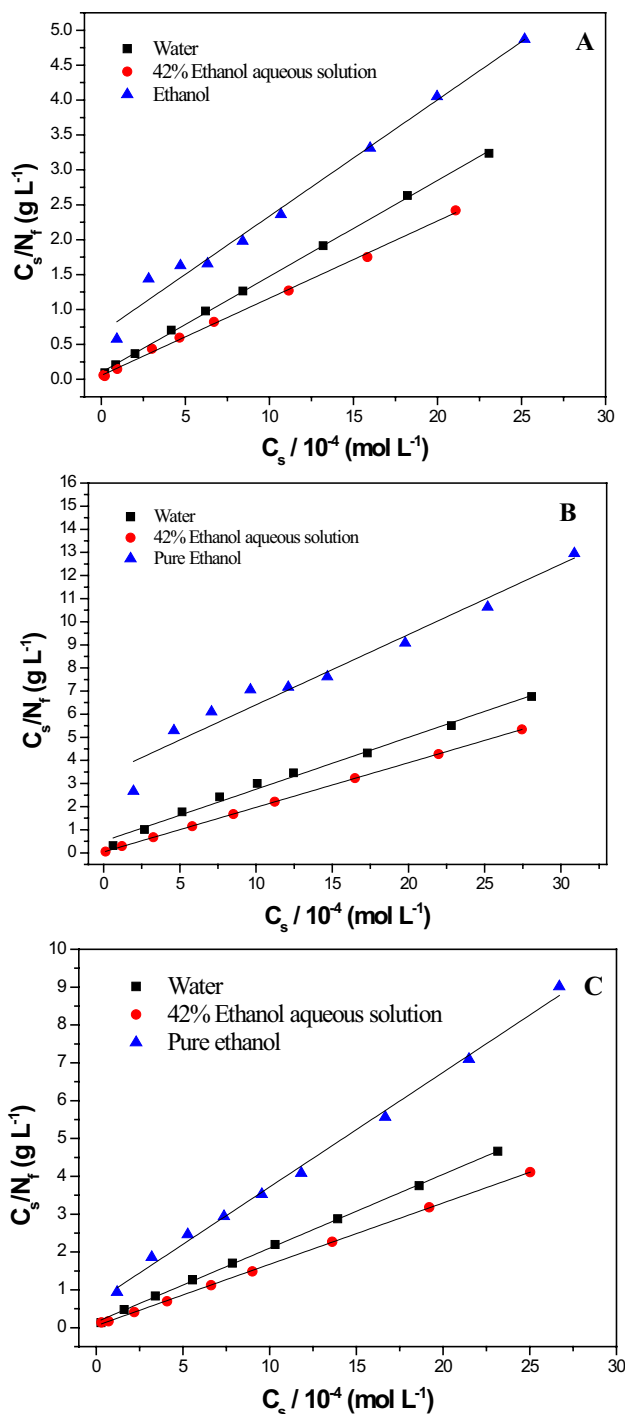 A
Water
42% Ethanol aqueous solution
Ethanol
5.0
4.5
4.0
3.5
3.0
2.5
2.0
1.5
1.0
0.5
0.0
C_s/N_f (g L^-1)
0 5 10 15 20 25 30
C_s / 10^-4 (mol L^-1)
B
Water
42% Ethanol aqueous solution
Pure Ethanol
16
15
14
13
12
11
10
9
8
7
6
5
4
3
2
1
0
C_s/N_f (g L^-1)
0 5 10 15 20 25 30
C_s / 10^-4 (mol L^-1)
C
Water
42% Ethanol aqueous solution
Pure ethanol
10
9
8
7
6
5
4
3
2
1
0
C_s/N_f (g L^-1)
0 5 10 15 20 25 30
C_s / 10^-4 (mol L^-1)